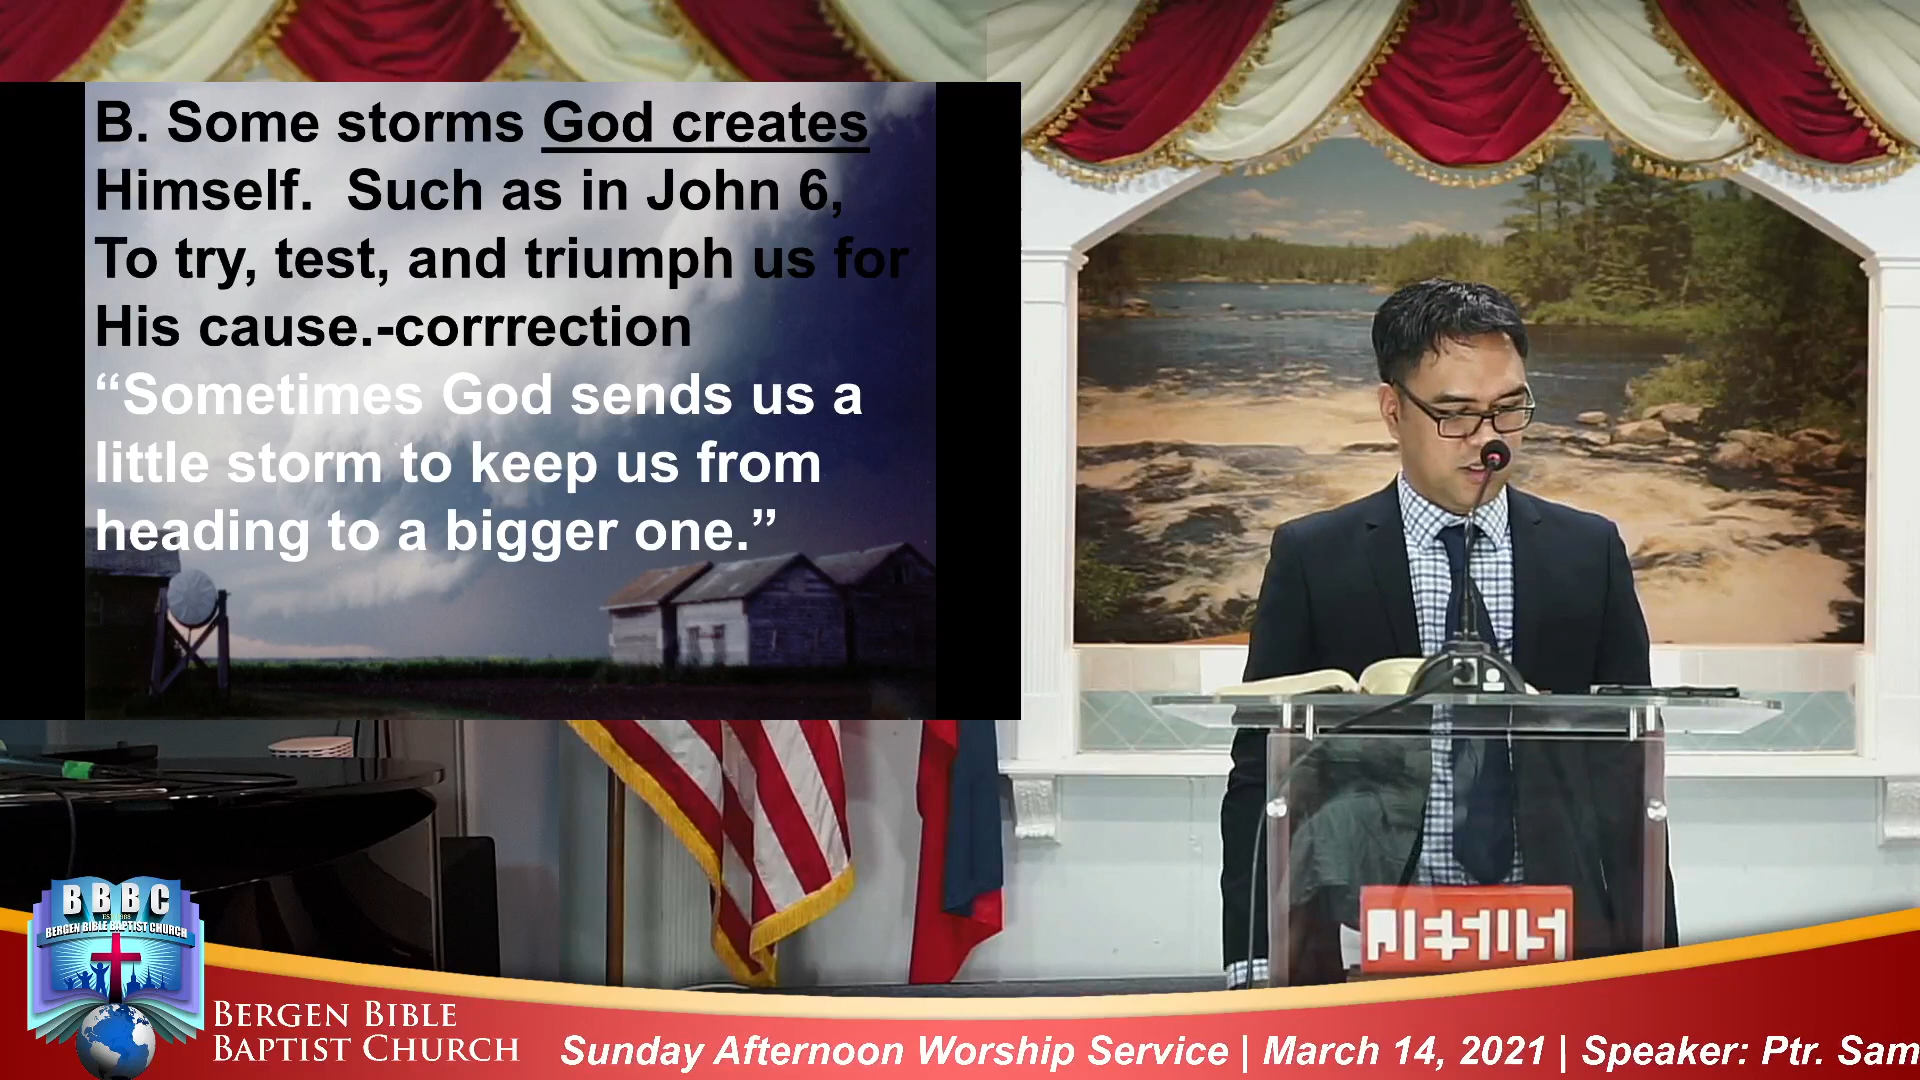 B. Some storms God creates
Himself. Such as in John 6,
To try, test, and triumph us for
His cause.-corrrection
“Sometimes God sends us a
little storm to keep us from
heading to a bigger one.”
BBBC
BERGEN BIBLE BAPTIST CHURCH
BERGEN BIBLE
BAPTIST CHURCH
Sunday Afternoon Worship Service | March 14, 2021 | Speaker: Ptr. Sam